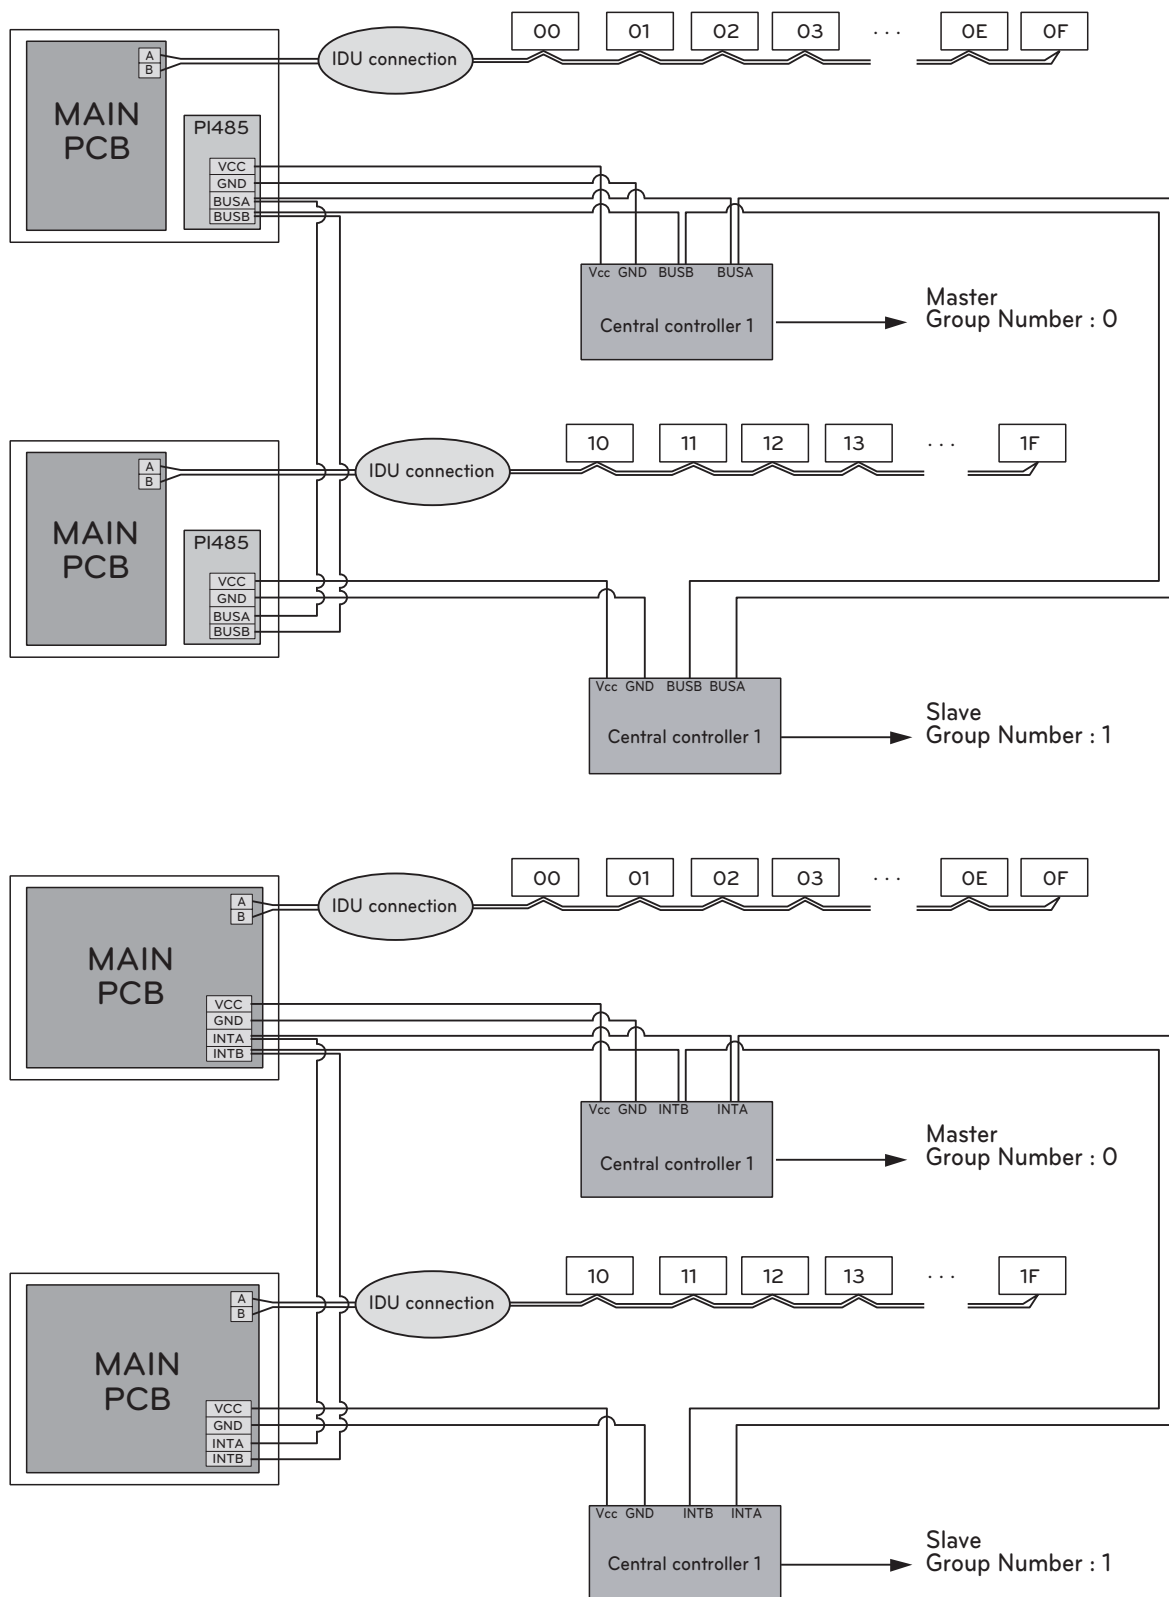 00 01 02 03 ... 0E 0F
A
B
IDU connection
MAIN
PCB
PI485
VCC
GND
BUSA
BUSB
Vcc GND BUSB BUSA
Central controller 1
Master
Group Number : 0
10 11 12 13 ... 1F
A
B
IDU connection
MAIN
PCB
PI485
VCC
GND
BUSA
BUSB
Vcc GND BUSB BUSA
Central controller 1
Slave
Group Number : 1
00 01 02 03 ... 0E 0F
A
B
IDU connection
MAIN
PCB
VCC
GND
INTA
INTB
Vcc GND INTB INTA
Central controller 1
Master
Group Number : 0
10 11 12 13 ... 1F
A
B
IDU connection
MAIN
PCB
VCC
GND
INTA
INTB
Vcc GND INTB INTA
Central controller 1
Slave
Group Number : 1